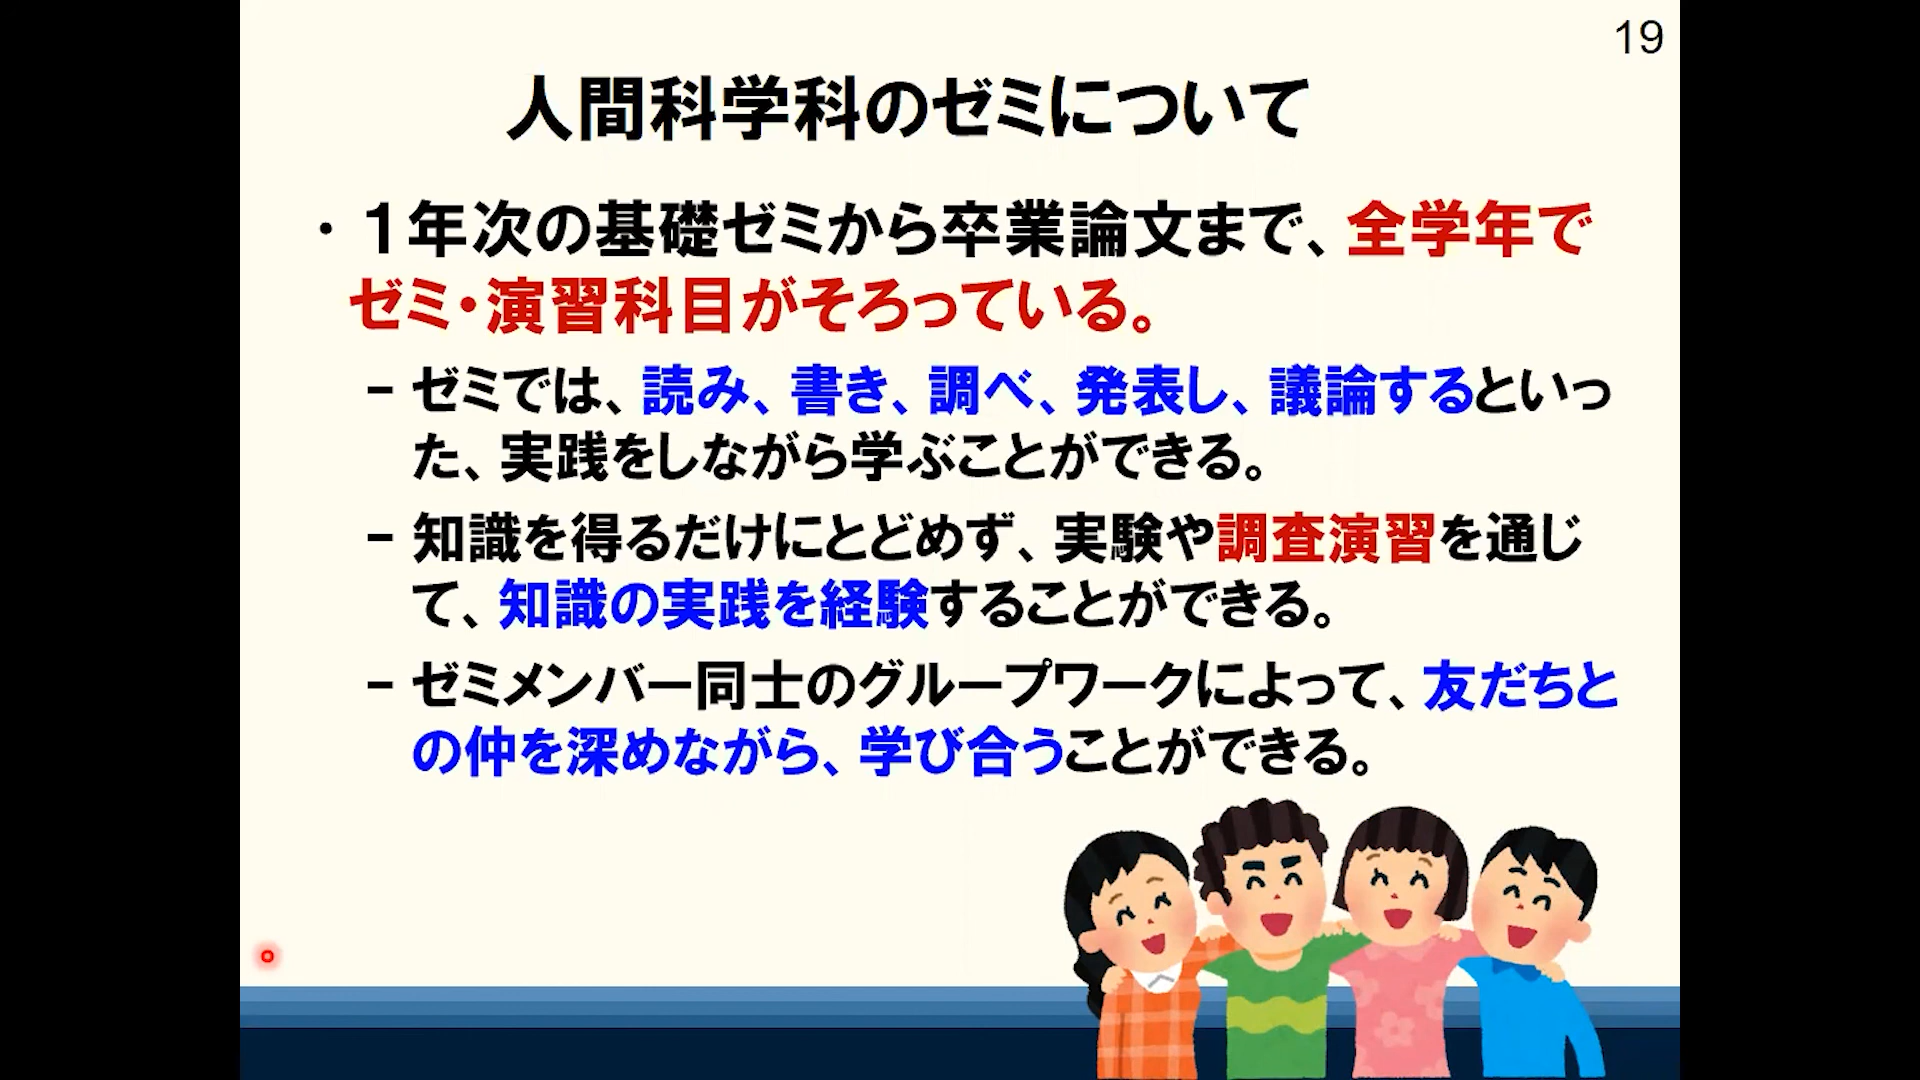 19
人間科学科のゼミについて
・１年次の基礎ゼミから卒業論文まで、全学年で
ゼミ・演習科目がそろっている。
– ゼミでは、読み、書き、調べ、発表し、議論するといっ
た、実践をしながら学ぶことができる。
– 知識を得るだけにとどめず、実験や調査演習を通じ
て、知識の実践を経験することができる。
– ゼミメンバー同士のグループワークによって、友だちと
の仲を深めながら、学び合うことができる。